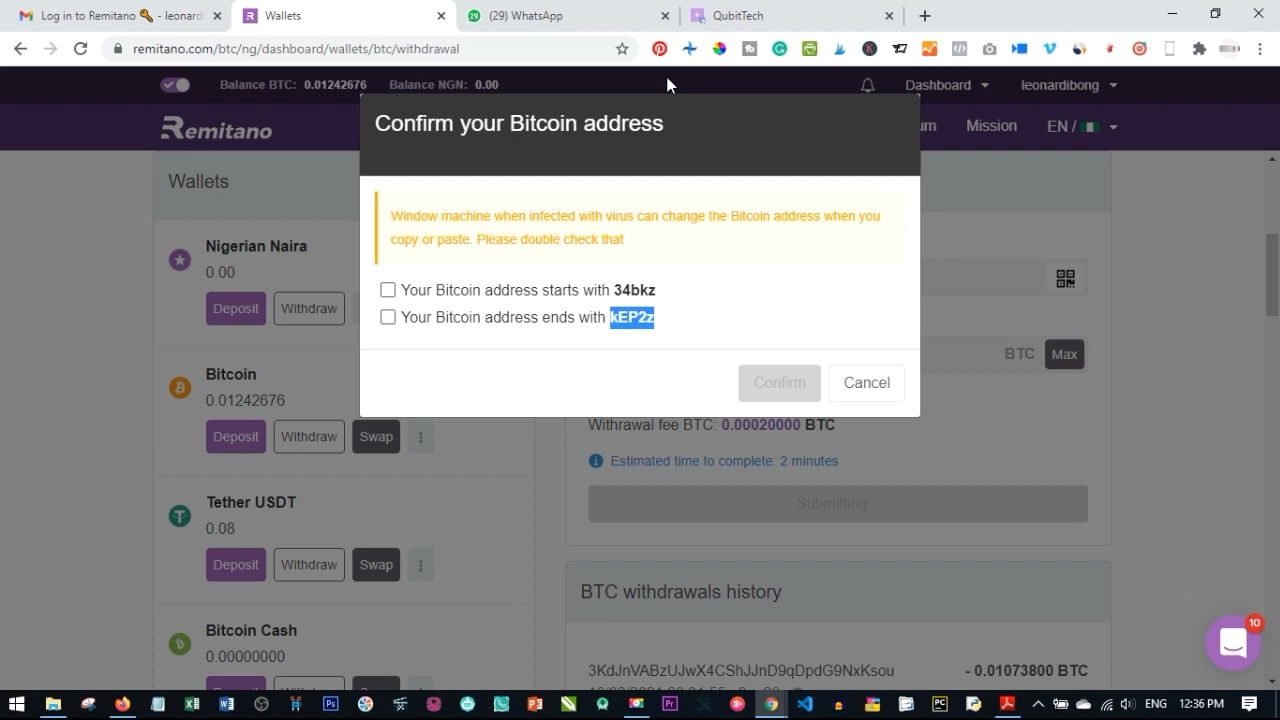 Log in to Remitano 🔑 - leonardi
Wallets
(29) WhatsApp
QubitTech
remitano.com/btc/ng/dashboard/wallets/btc/withdrawal
Balance BTC: 0.01242676
Balance NGN: 0.00
Dashboard
leonardibong
Remitano
Mission
EN /
Confirm your Bitcoin address
Window machine when infected with virus can change the Bitcoin address when you
copy or paste. Please double check that
Your Bitcoin address starts with 34bkz
Your Bitcoin address ends with kEP2z
Confirm
Cancel
Wallets
Nigerian Naira
0.00
Deposit
Withdraw
Bitcoin
0.01242676
Deposit
Withdraw
Swap
Tether USDT
0.08
Deposit
Withdraw
Swap
Bitcoin Cash
0.00000000
BTC
Max
Withrawal fee BTC: 0.00020000 BTC
Estimated time to complete: 2 minutes
Submitting...
BTC withdrawals history
3KdJnVABzUJwX4CShJJnD9qDpdG9NxKsou
- 0.01073800 BTC
10
ENG
12:36 PM